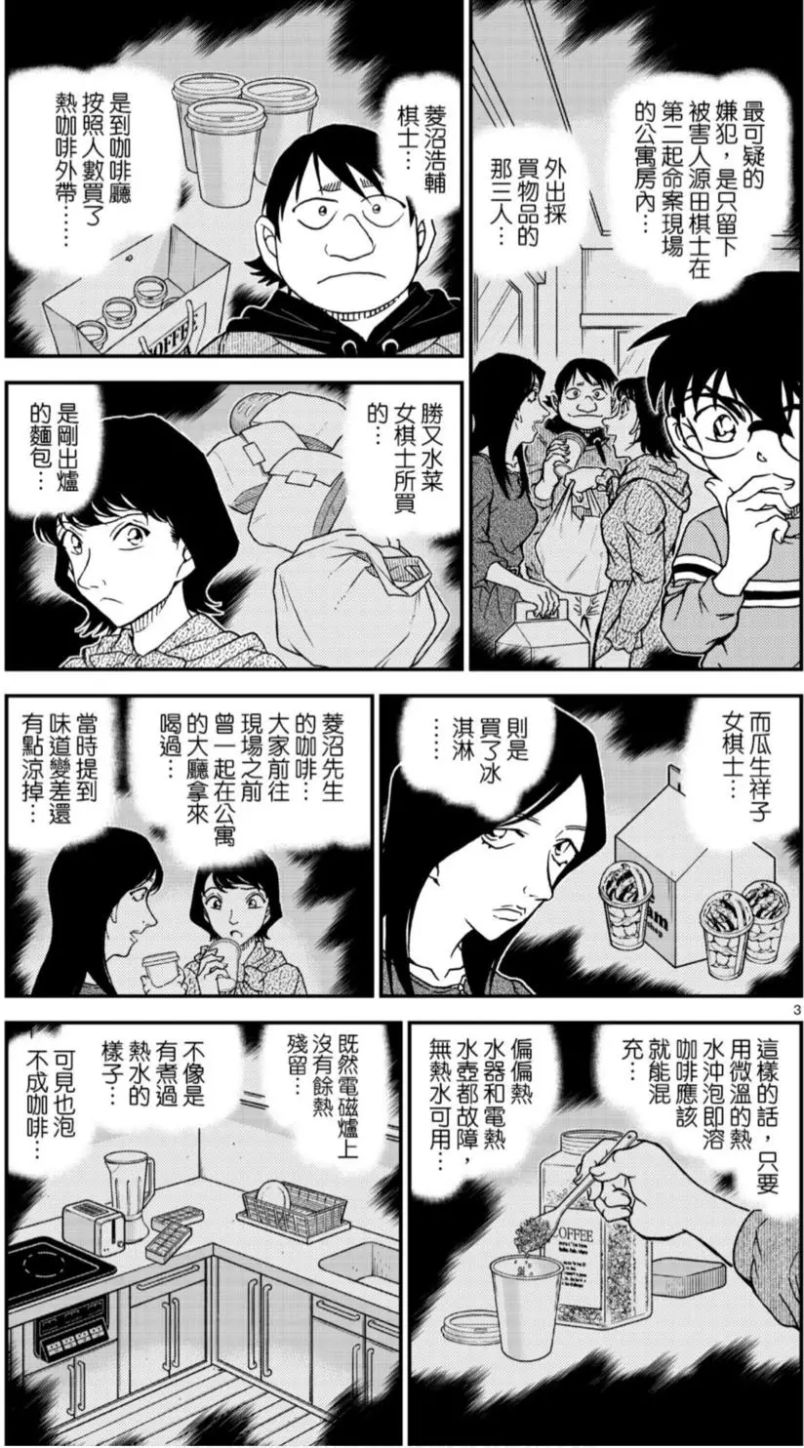 最可疑的
嫌犯，是只留下
被害人源田棋士在
第二起命案現場
的公寓房內…
外出採
買物品的
那三人…
菱沼浩輔
棋士…
是到咖啡廳
按照人數買了
熱咖啡外帶……
COFFEE
勝又水菜
女棋士所買
的…
是剛出爐
的麵包…
而瓜生祥子
女棋士…
則是
買了冰
淇淋
……
菱沼先生
的咖啡…
大家前往
現場之前
曾一起在公寓
的大廳拿來
喝過…
當時提到
味道變差還
有點涼掉…
3
這樣的話，只要
用微溫的熱
水沖泡即溶
咖啡應該
就能混
充…
偏偏熱
水器和電熱
水壺都故障，
無熱水可用…
COFFEE
既然電磁爐上
沒有餘熱
殘留…
不像是
有煮過
熱水的
樣子…
可見也泡
不成咖啡…